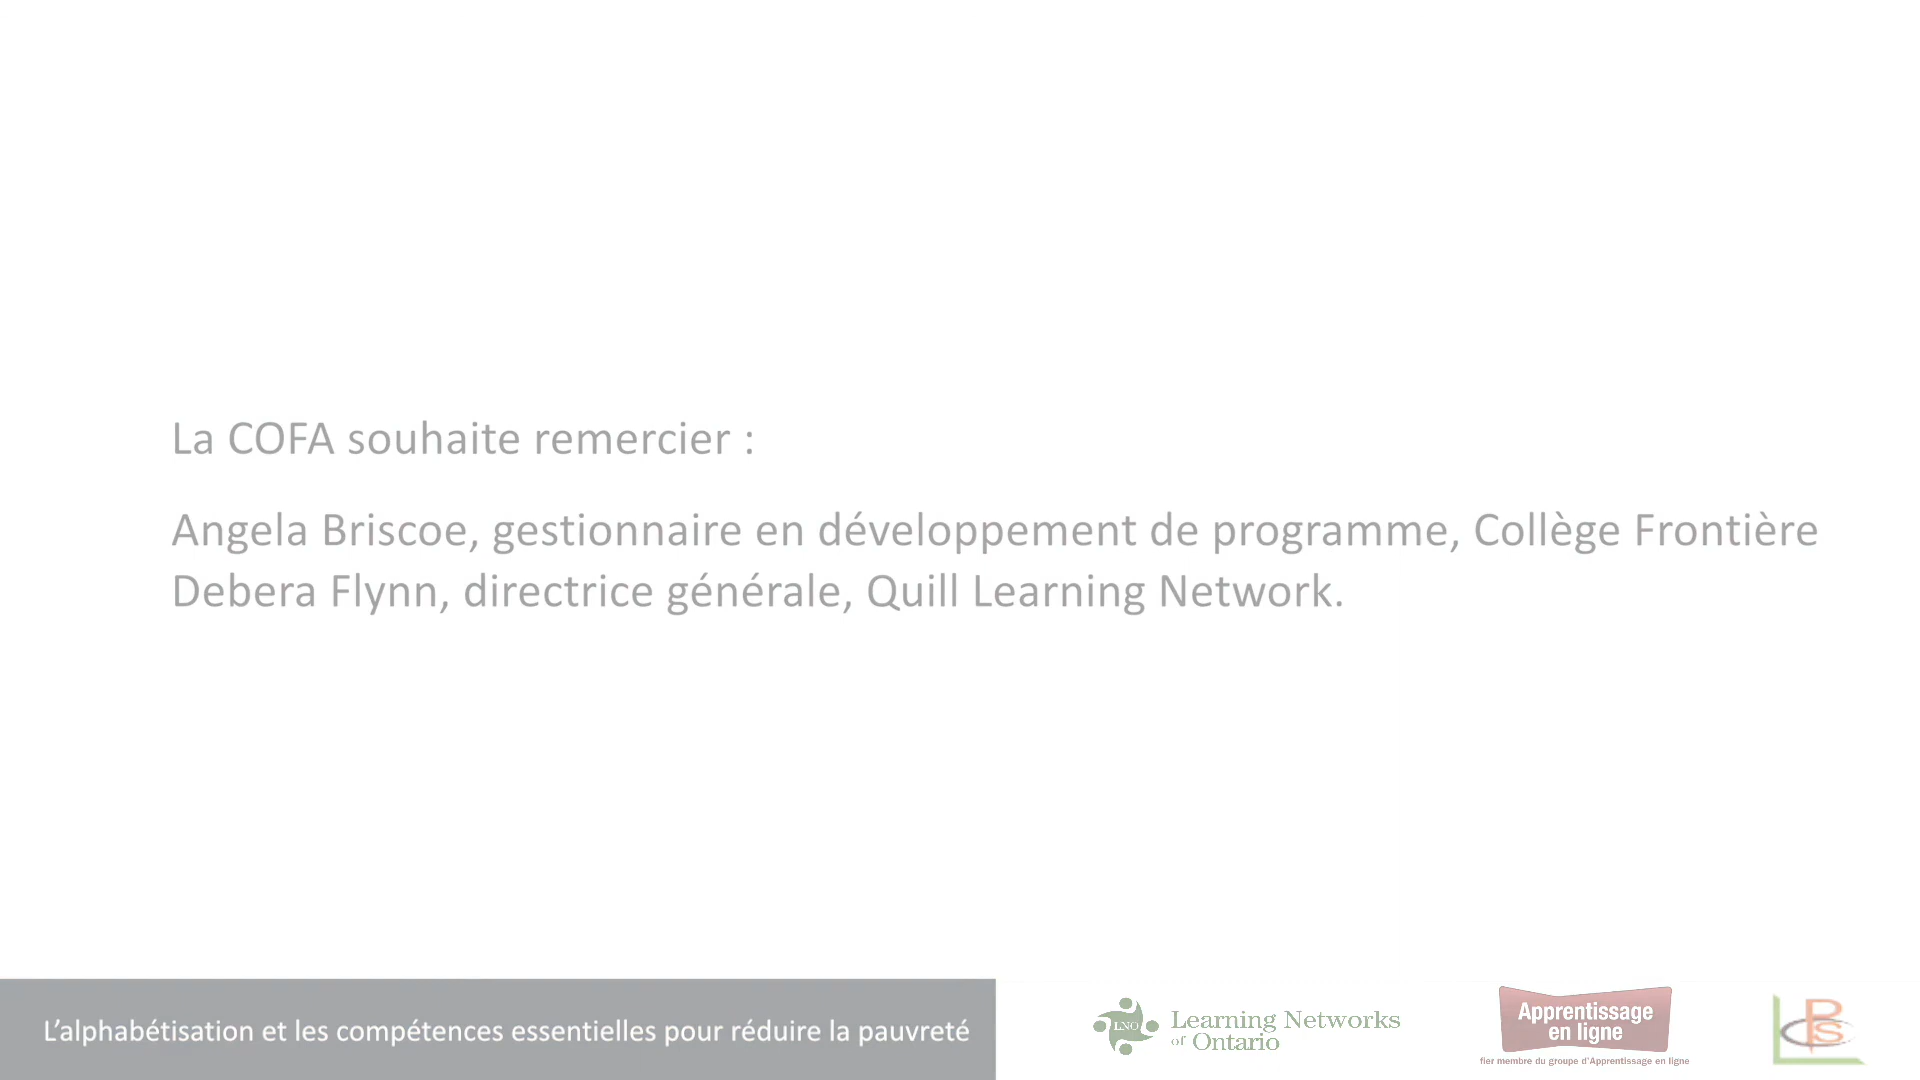 La COFA souhaite remercier :
Angela Briscoe, gestionnaire en développement de programme, Collège Frontière
Debera Flynn, directrice générale, Quill Learning Network.
L’alphabétisation et les compétences essentielles pour réduire la pauvreté
LNO
Learning Networks
of Ontario
Apprentissage
en ligne
fier membre du groupe d'Apprentissage en ligne